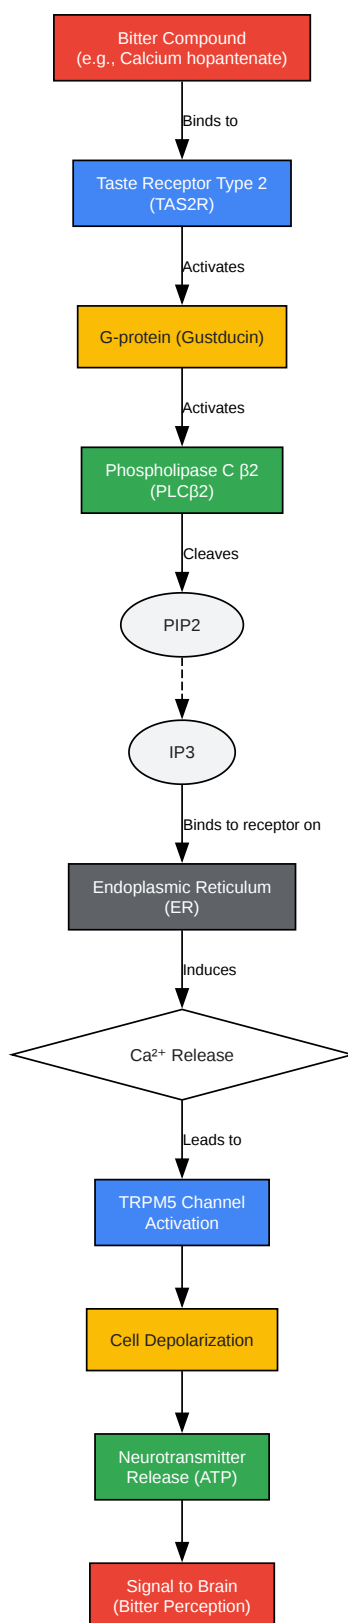 Bitter Compound
(e.g., Calcium hopantenate)
Binds to
Taste Receptor Type 2
(TAS2R)
Activates
G-protein (Gustducin)
Activates
Phospholipase C β2
(PLCβ2)
Cleaves
PIP2
IP3
Binds to receptor on
Endoplasmic Reticulum
(ER)
Induces
Ca²⁺ Release
Leads to
TRPM5 Channel
Activation
Cell Depolarization
Neurotransmitter
Release (ATP)
Signal to Brain
(Bitter Perception)